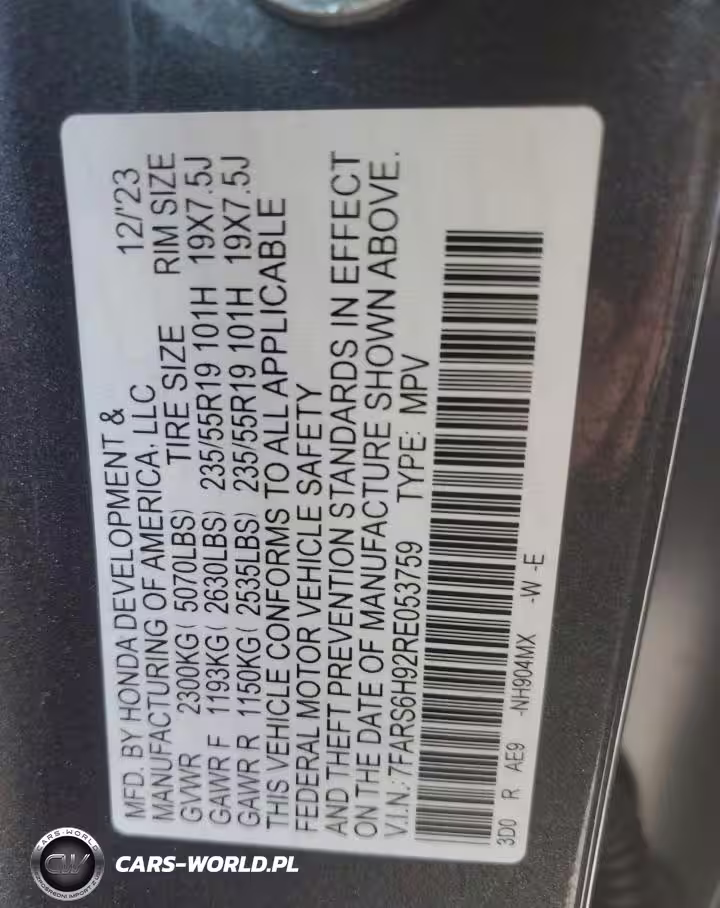 MFD. BY HONDA DEVELOPMENT & 12/'23
MANUFACTURING OF AMERICA, LLC
TIRE SIZE RIM SIZE
GVWR 2300KG( 5070LBS)
GAWR F 1193KG( 2630LBS) 235/55R19 101H 19X7.5J
GAWR R 1150KG( 2535LBS) 235/55R19 101H 19X7.5J
THIS VEHICLE CONFORMS TO ALL APPLICABLE
FEDERAL MOTOR VEHICLE SAFETY
AND THEFT PREVENTION STANDARDS IN EFFECT
ON THE DATE OF MANUFACTURE SHOWN ABOVE.
V.I.N.: 7FARS6H92RE053759 TYPE: MPV
3D0 R AE9 -NH904MX -W -E
CARS-WORLD
CW
CARS-WORLD.PL